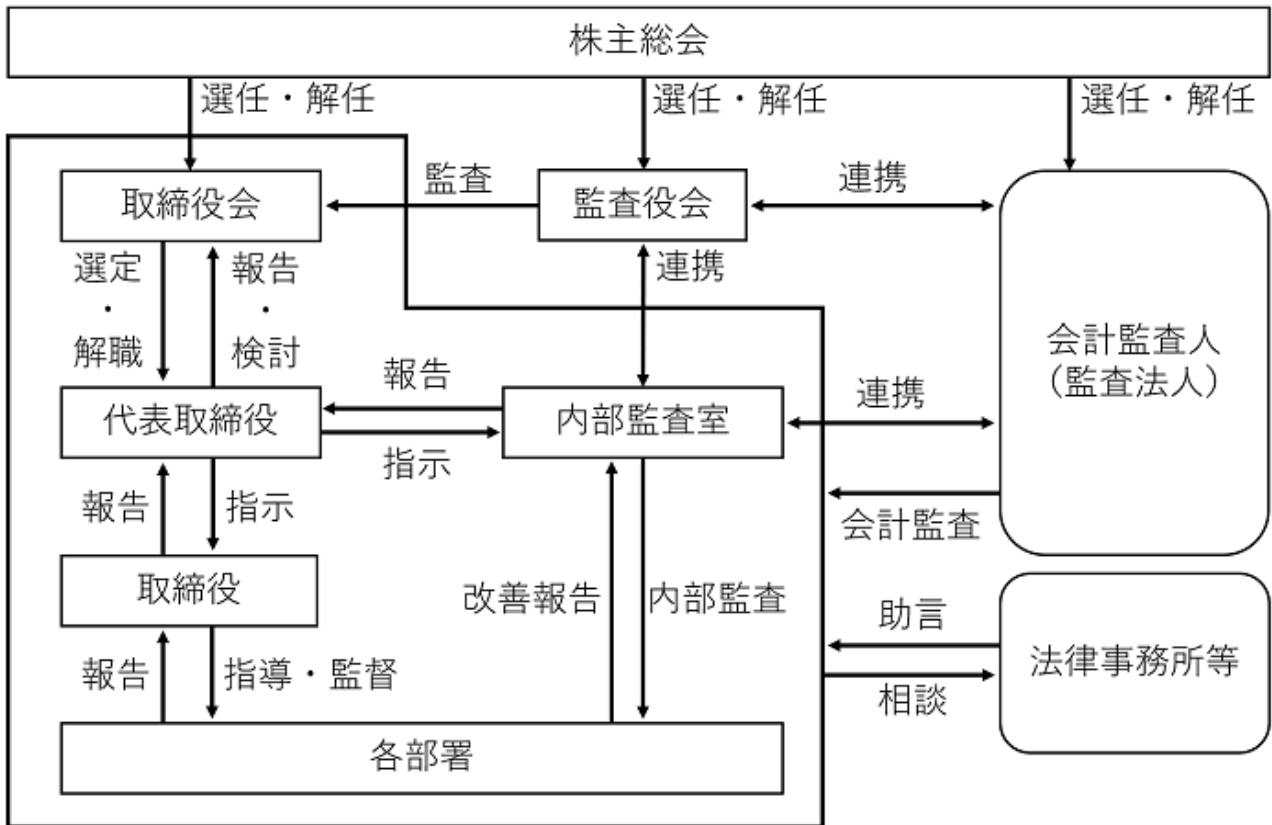 株主総会
選任・解任
選任・解任
選任・解任
取締役会
監査
監査役会
連携
選定
・
解職
報告
・
検討
連携
会計監査人
（監査法人）
代表取締役
報告
指示
内部監査室
連携
報告
指示
会計監査
取締役
改善報告
内部監査
助言
法律事務所等
相談
報告
指導・監督
各部署